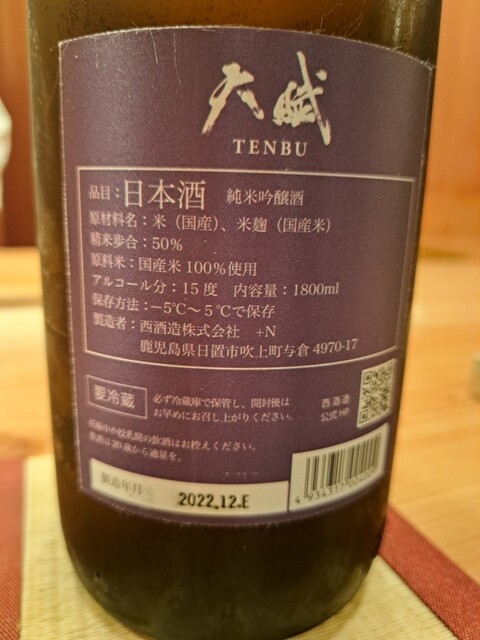 天賦
TENBU
品目：日本酒 純米吟醸酒
原材料名：米（国産）、米麹（国産米）
精米歩合：50%
原料米：国産米100%使用
アルコール分：15度 内容量：1800ml
保存方法：−5℃〜5℃で保存
製造者：西酒造株式会社 +N
鹿児島県日置市吹上町与倉4970-17
要冷蔵
必ず冷蔵庫で保管し、開封後は
お早めにお召し上がりください。
西酒造
公式HP
妊娠中や授乳期の飲酒はお控えください。
飲酒は20歳から適量を。
製造年月
2022.12.E